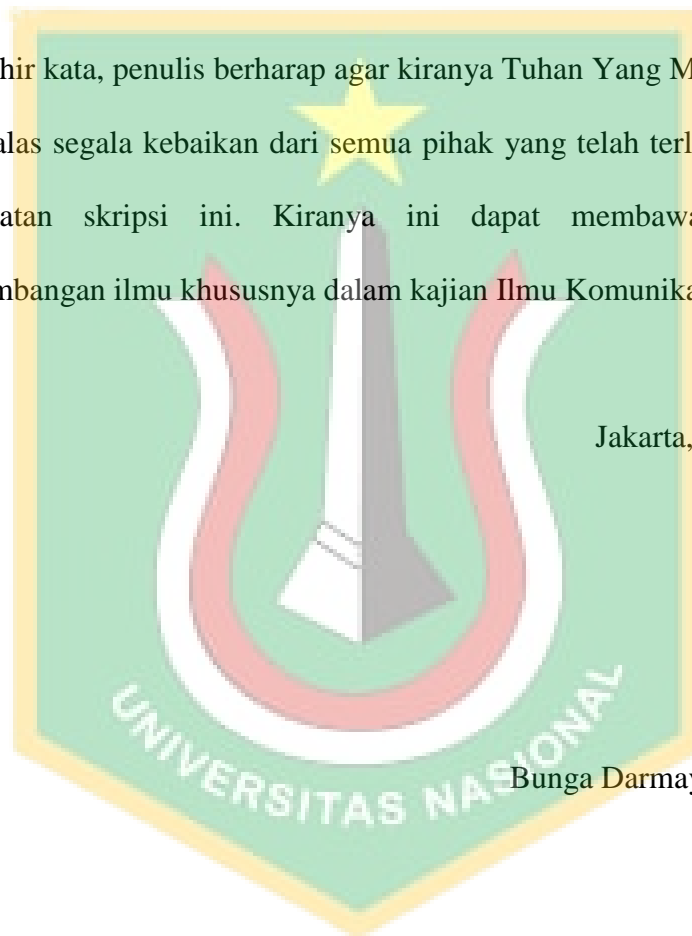 hir kata, penulis berharap agar kiranya Tuhan Yang M
alas segala kebaikan dari semua pihak yang telah terl
atan skripsi ini. Kiranya ini dapat membawa
mbangan ilmu khususnya dalam kajian Ilmu Komunika
Jakarta,
Bunga Darmay
UNIVERSITAS NASIONAL